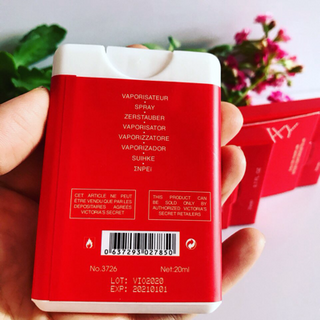 VAPORISATEUR
SPRAY
ZERSTAUBER
VAPORISATOR
VAPORIZZATORE
VAPORIZADOR
SUIHKE
INPEI
CET ARTICLE NE PEUT
ÊTRE VENDU QUE PAR LES
DEPOSITAIRES AGREES
VICTORIA'S SECRET
THIS PRODUCT CAN
BE SOLD ONLY BY
AUTHORIZED VICTORIA'S
SECRET RETAILERS
0 637293 027850
No.3726
Net:20ml
LOT: VI02020
EXP: 20210101